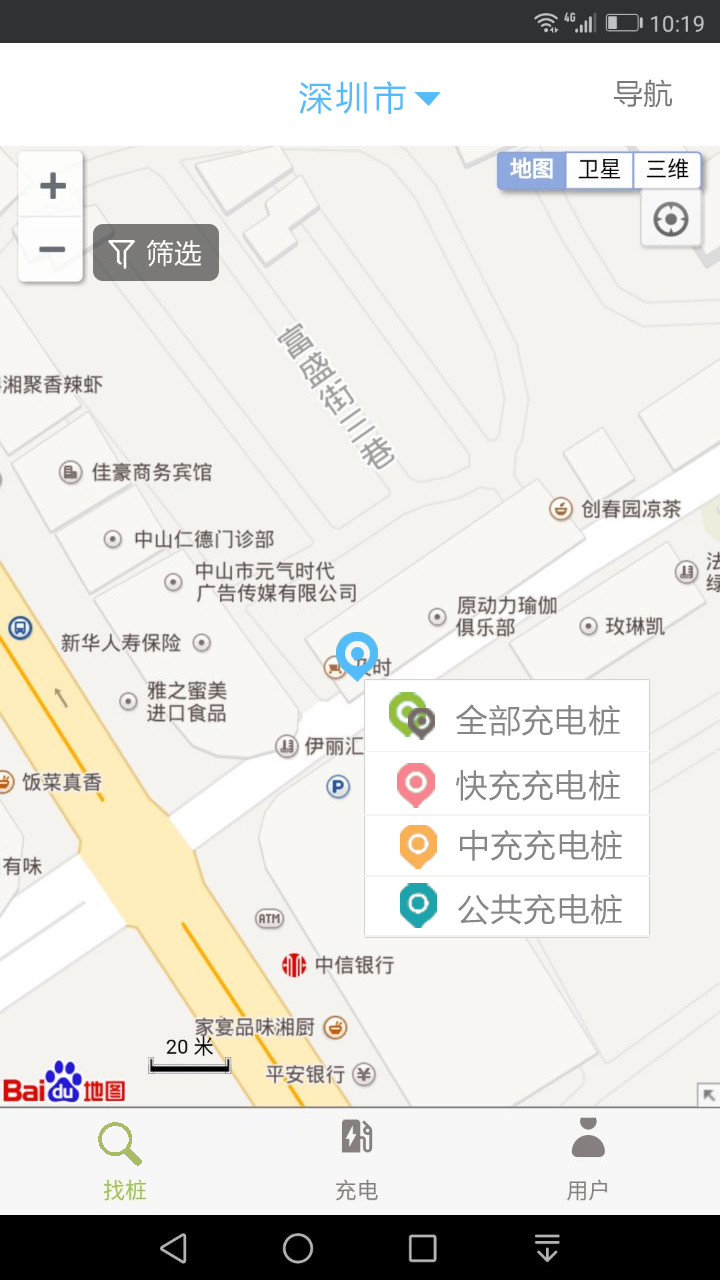 4G 10:19
深圳市
导航
地图 卫星 三维
+
筛选
−
富盛街三巷
湘聚香辣虾
佳豪商务宾馆
创春园凉茶
中山仁德门诊部
中山市元气时代
广告传媒有限公司
法
绿
原动力瑜伽
俱乐部
玫琳凯
新华人寿保险
及时
雅之蜜美
进口食品
全部充电桩
伊丽汇
快充充电桩
P
饭菜真香
中充充电桩
有味
公共充电桩
ATM
中信银行
家宴品味湘厨
20 米
平安银行
Bai du 地图
找桩
充电
用户